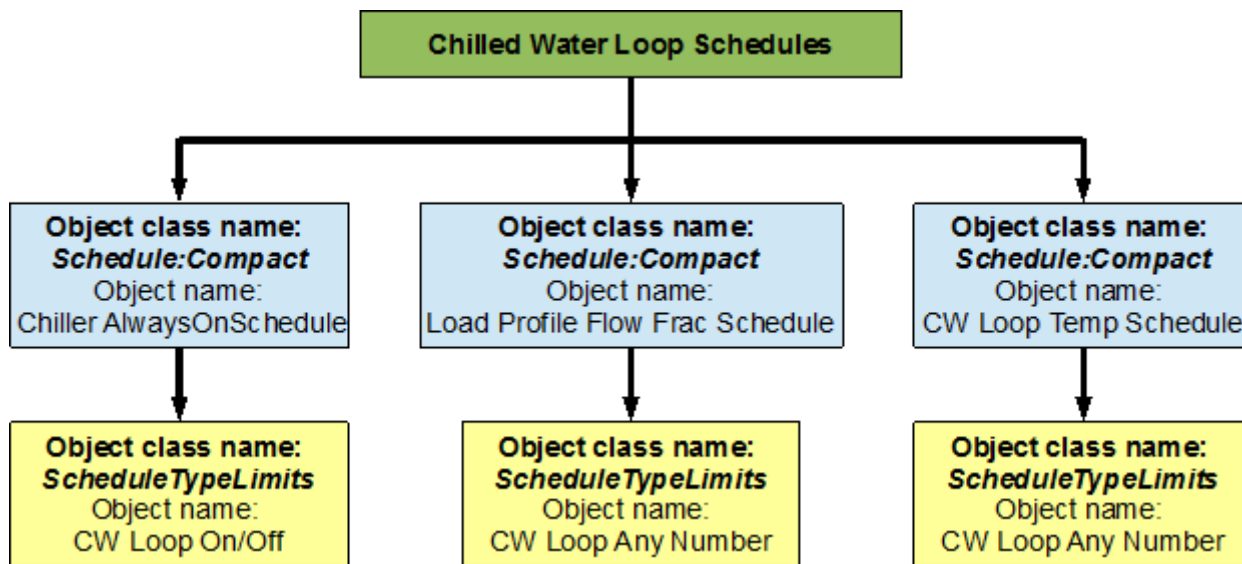 Chilled Water Loop Schedules
Object class name:
Schedule:Compact
Object name:
Chiller AlwaysOnSchedule
Object class name:
Schedule:Compact
Object name:
Load Profile Flow Frac Schedule
Object class name:
Schedule:Compact
Object name:
CW Loop Temp Schedule
Object class name:
ScheduleTypeLimits
Object name:
CW Loop On/Off
Object class name:
ScheduleTypeLimits
Object name:
CW Loop Any Number
Object class name:
ScheduleTypeLimits
Object name:
CW Loop Any Number